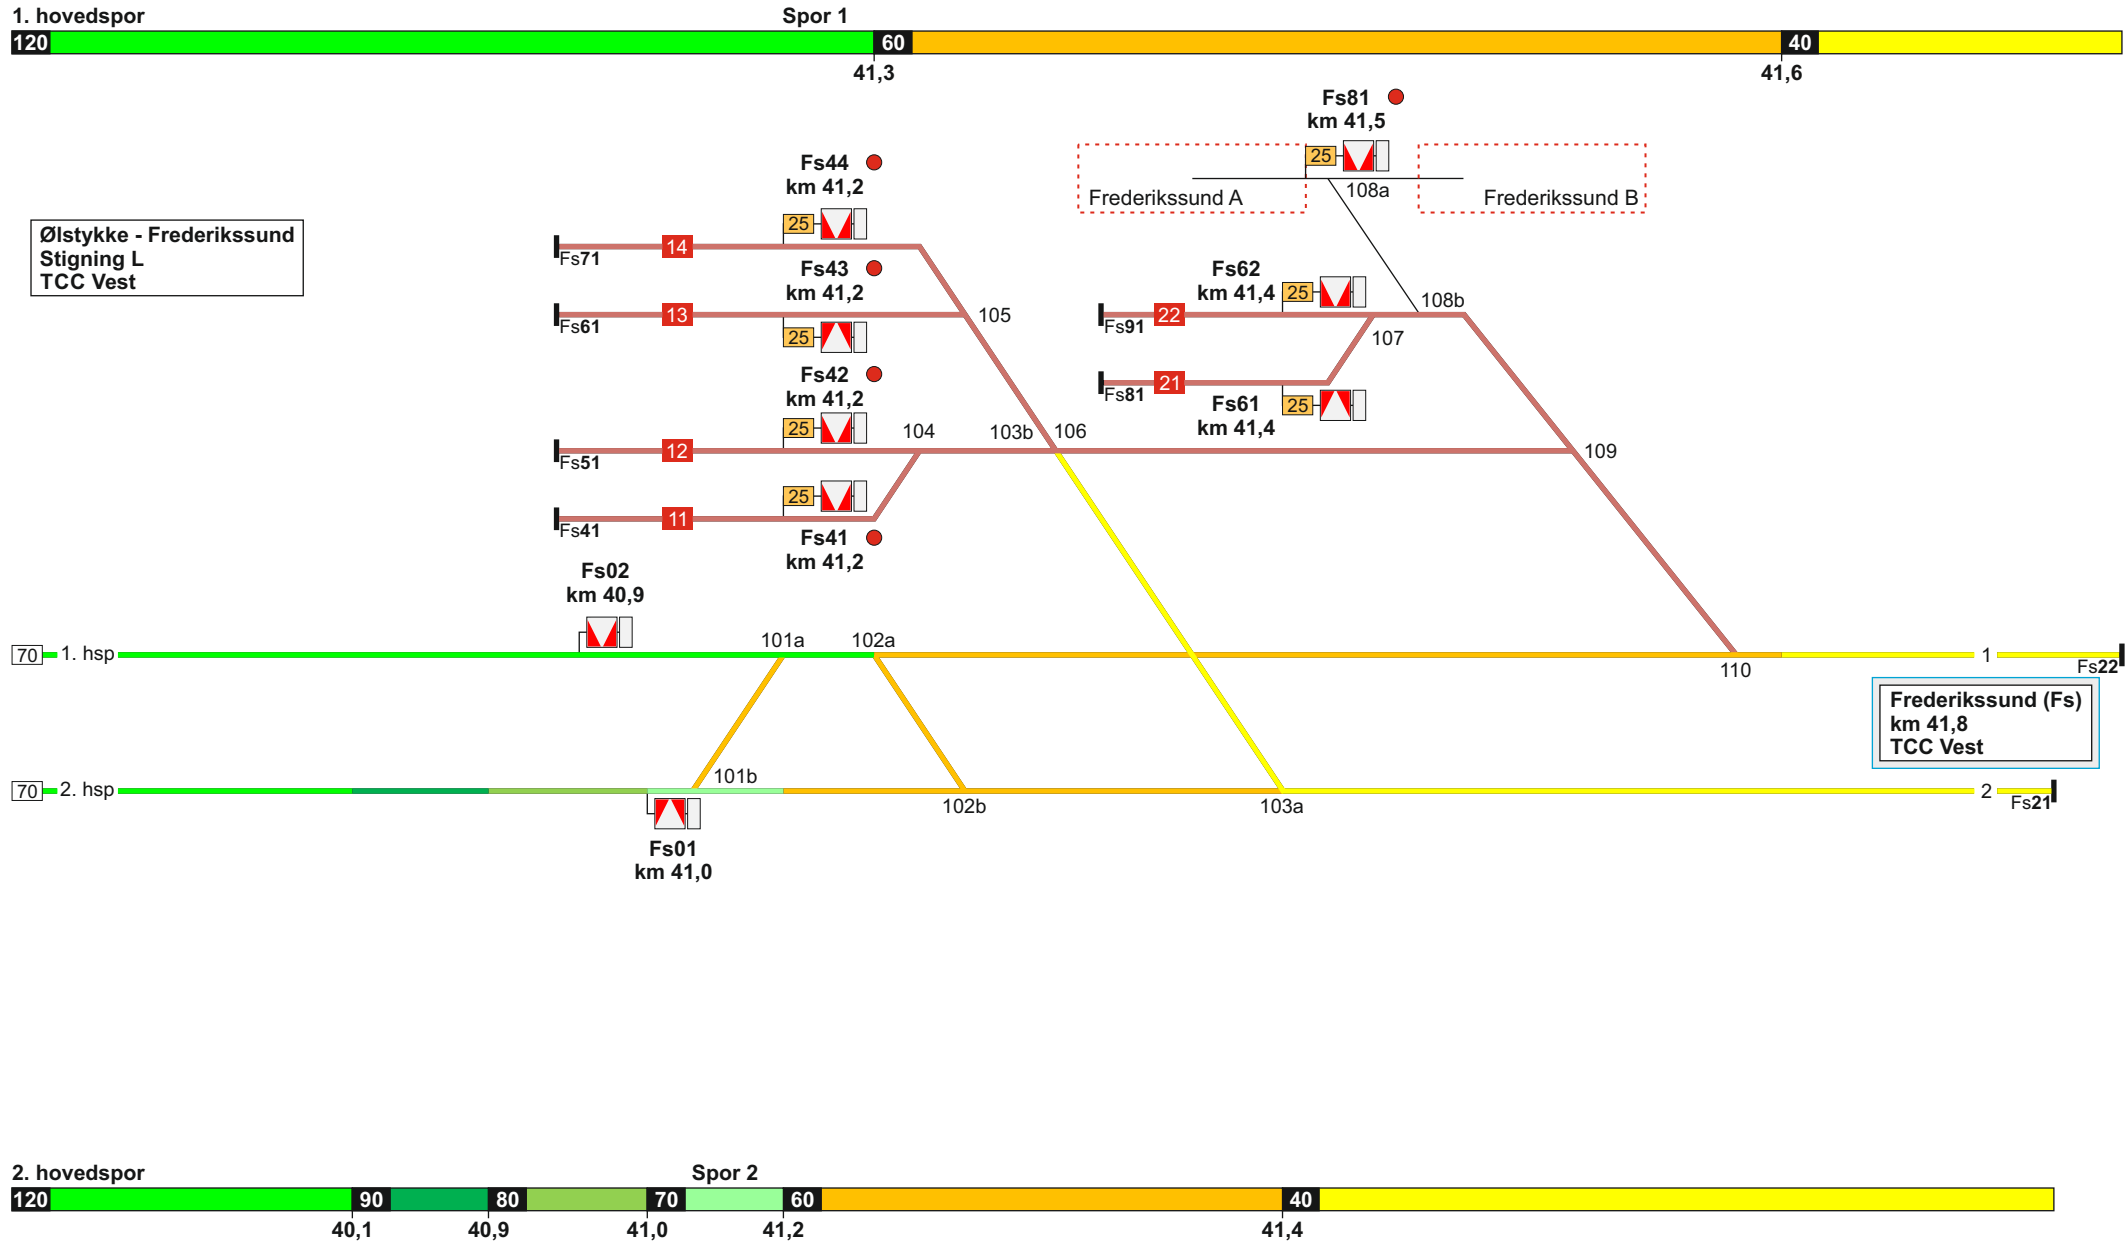 1. hovedspor
Spor 1
120
60
40
41,3
41,6
Fs81
km 41,5
25
108a
Frederikssund A
Frederikssund B
Fs44
km 41,2
25
Ølstykke - Frederikssund
Stigning L
TCC Vest
Fs71
14
Fs43
km 41,2
Fs61
13
25
105
Fs62
km 41,4
25
108b
Fs91
22
107
Fs42
km 41,2
25
Fs81
21
Fs61
km 41,4
25
104
103b
106
109
Fs51
12
25
Fs41
11
Fs41
km 41,2
Fs02
km 40,9
101a
102a
70
1. hsp
1
110
Fs22
Frederikssund (Fs)
km 41,8
TCC Vest
101b
70
2. hsp
2
102b
103a
Fs21
Fs01
km 41,0
2. hovedspor
Spor 2
120
90
80
70
60
40
40,1
40,9
41,0
41,2
41,4